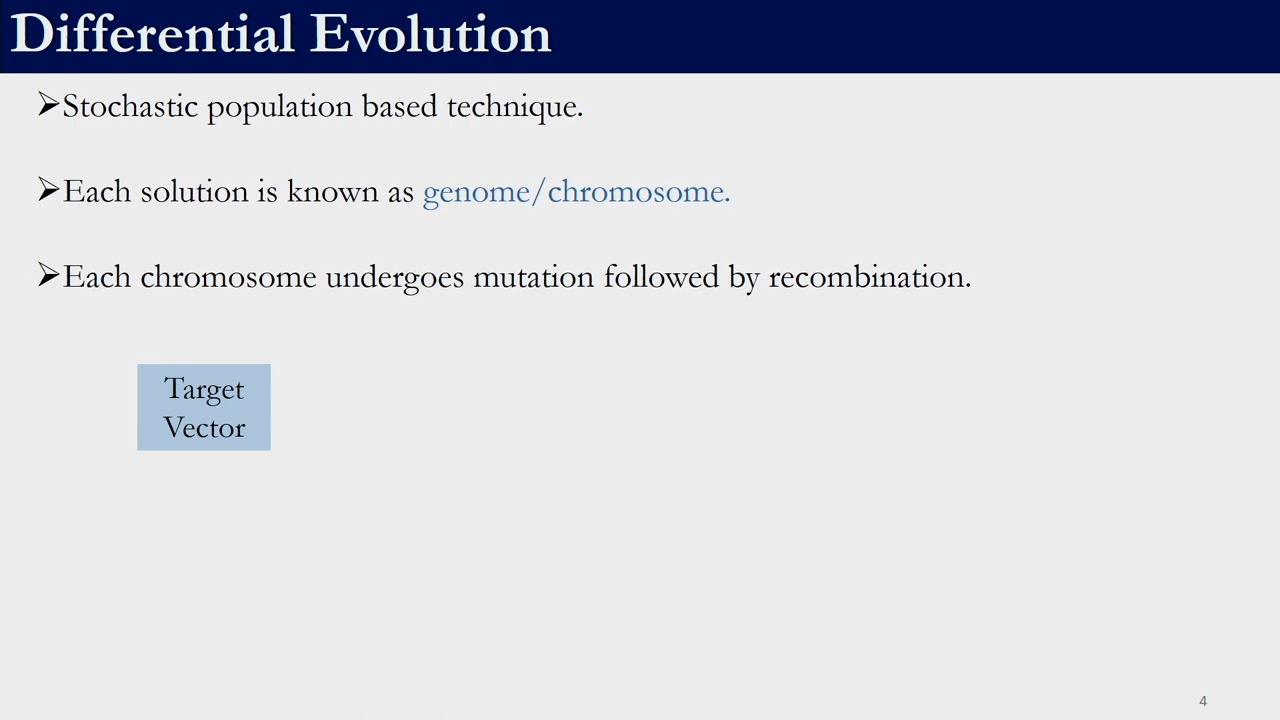 Differential Evolution
➢Stochastic population based technique.
➢Each solution is known as genome/chromosome.
➢Each chromosome undergoes mutation followed by recombination.
Target
Vector
4